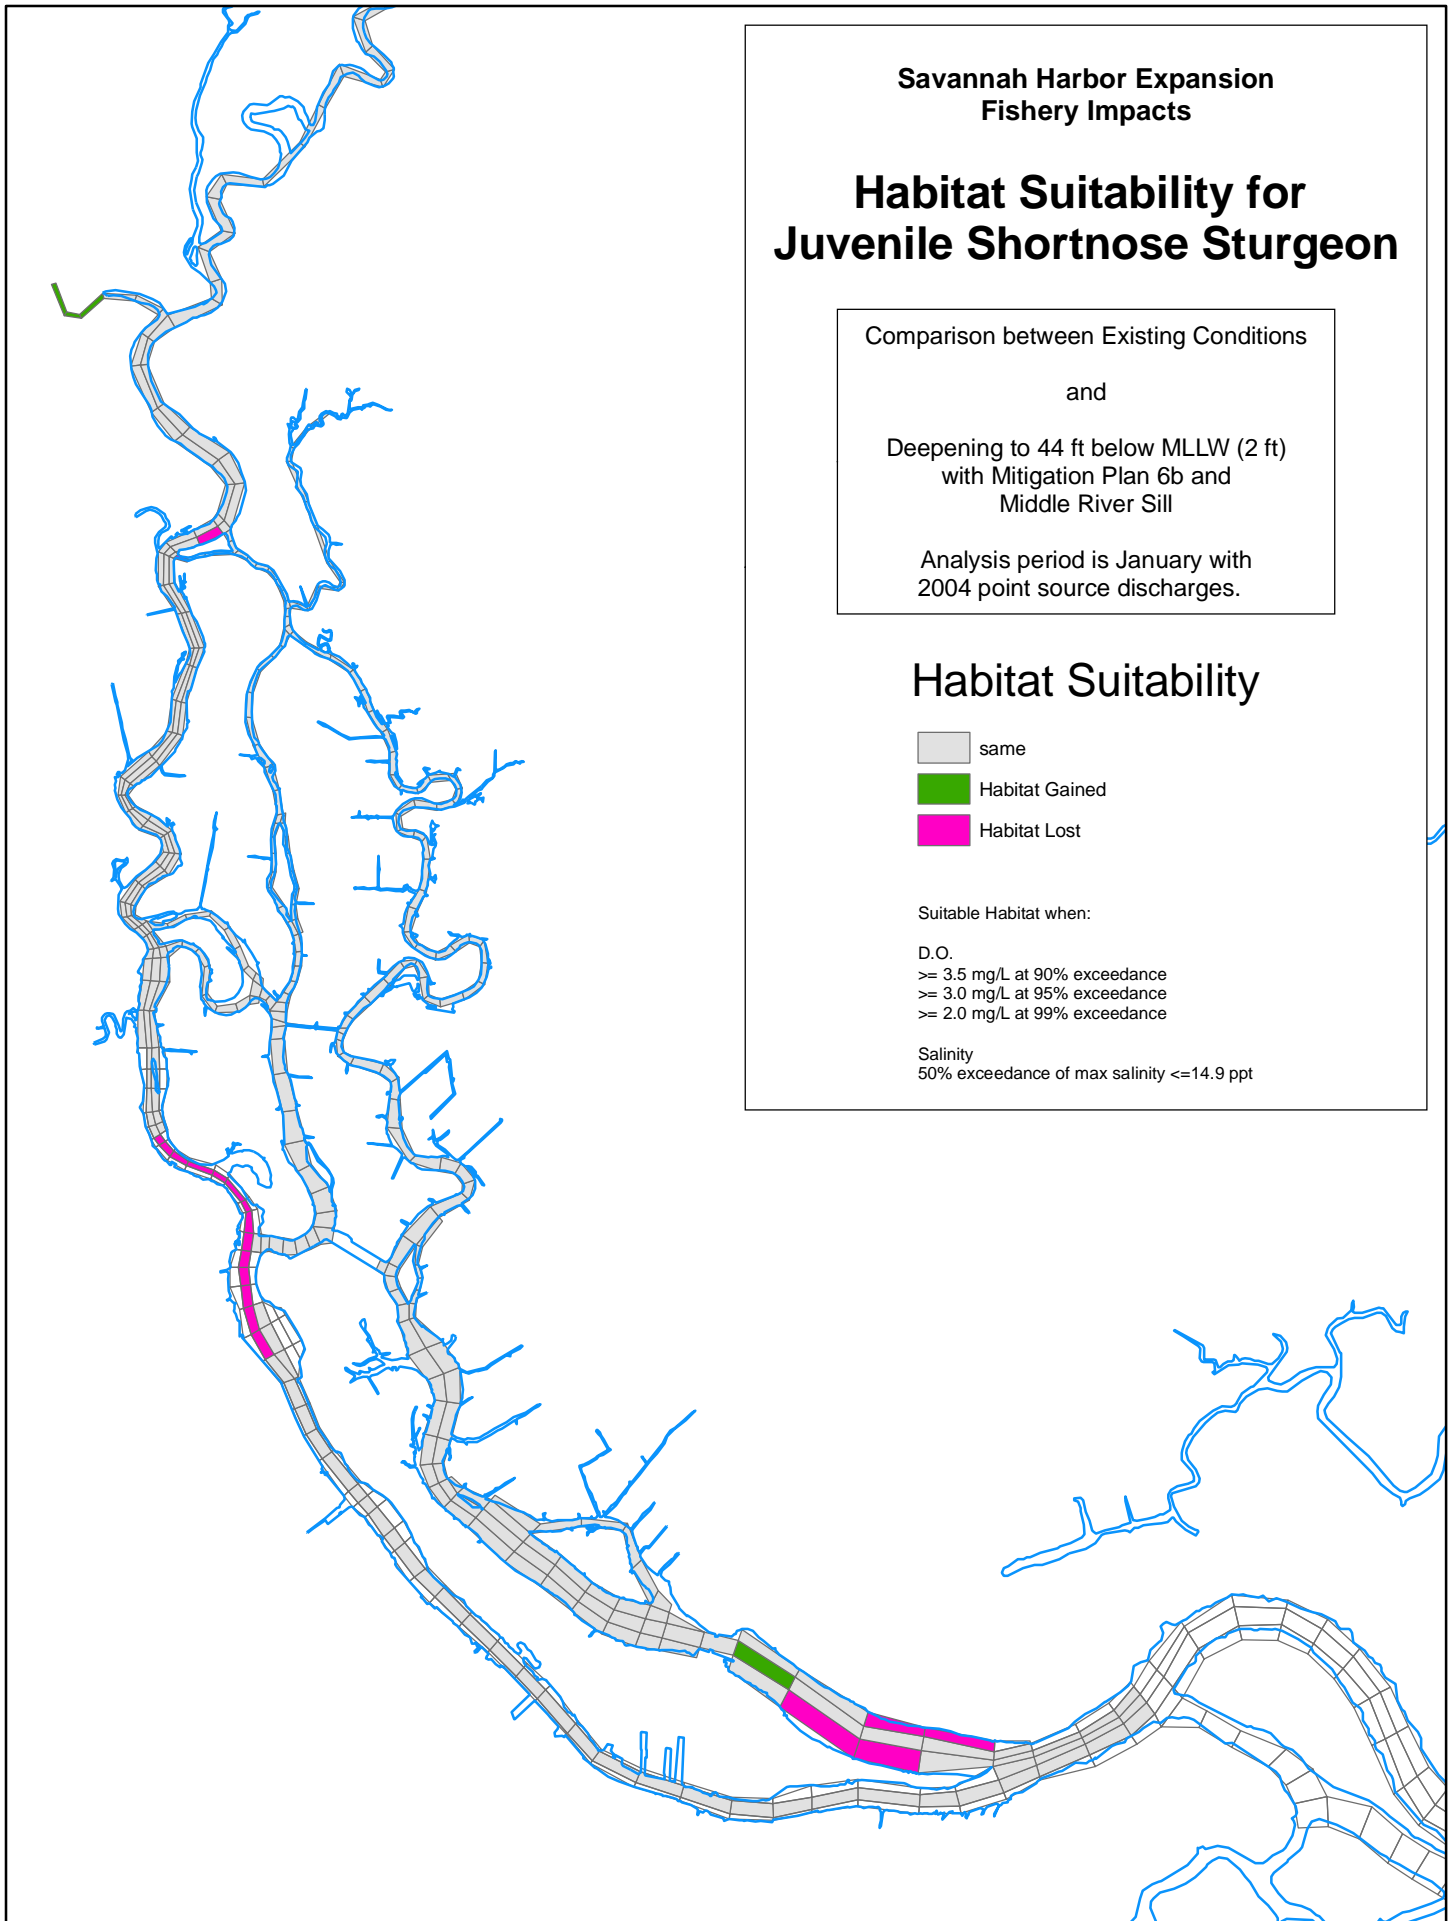 Savannah Harbor Expansion
Fishery Impacts
Habitat Suitability for
Juvenile Shortnose Sturgeon
Comparison between Existing Conditions
and
Deepening to 44 ft below MLLW (2 ft)
with Mitigation Plan 6b and
Middle River Sill
Analysis period is January with
2004 point source discharges.
Habitat Suitability
same
Habitat Gained
Habitat Lost
Suitable Habitat when:
D.O.
>= 3.5 mg/L at 90% exceedance
>= 3.0 mg/L at 95% exceedance
>= 2.0 mg/L at 99% exceedance
Salinity
50% exceedance of max salinity <=14.9 ppt